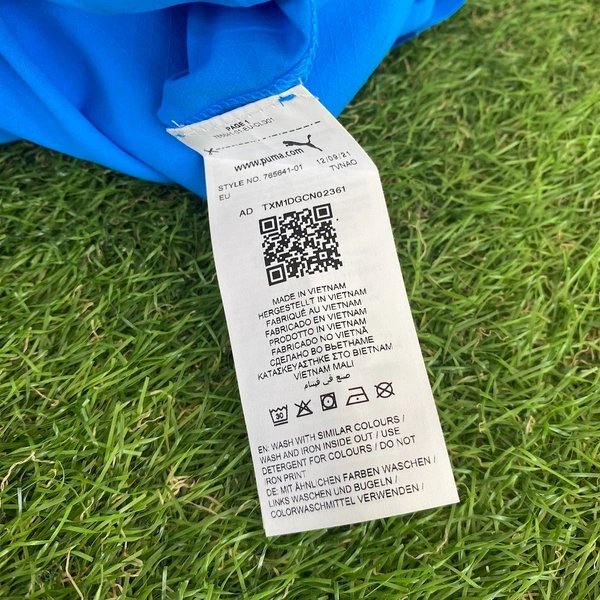 PAGE 1
www.puma.com
STYLE NO. 765641-01 12/09/21
EU TVNAO
AD TXM1DGCN02361
MADE IN VIETNAM
HERGESTELLT IN VIETNAM
FABRIQUÉ AU VIETNAM
FABRICADO EN VIETNAM
PRODOTTO IN VIETNAM
FABRICADO NO VIETNÃ
СДЕЛАНО ВО ВЬЕТНАМЕ
ΚΑΤΑΣΚΕΥΑΣΤΗΚΕ ΣΤΟ ΒΙΕΤΝΑΜ
VIETNAM MALI
صنع في فيتنام
30
EN: WASH WITH SIMILAR COLOURS /
WASH AND IRON INSIDE OUT / USE
DETERGENT FOR COLOURS / DO NOT
IRON PRINT
DE: MIT ÄHNLICHEN FARBEN WASCHEN /
LINKS WASCHEN UND BUGELN /
COLORWASCHMITTEL VERWENDEN /